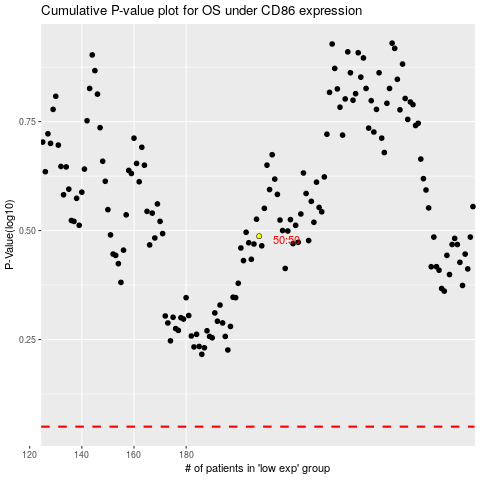 Cumulative P-value plot for OS under CD86 expression
P-Value(log10)
0.75
0.50
0.25
50:50
120 140 160 180
# of patients in 'low exp' group